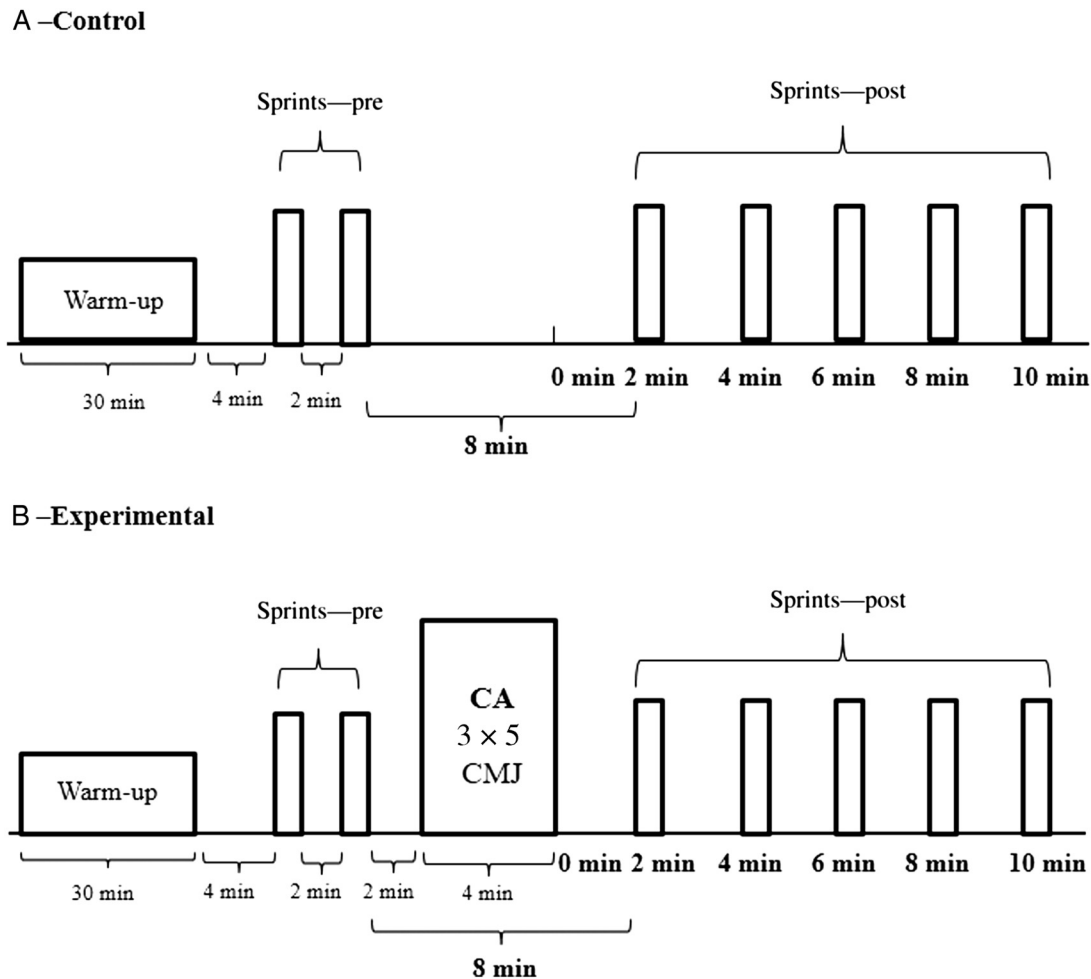 A –Control
Sprints—pre
Sprints—post
Warm-up
0 min 2 min 4 min 6 min 8 min 10 min
30 min 4 min 2 min
8 min
B –Experimental
Sprints—pre
Sprints—post
CA
3 × 5
CMJ
Warm-up
0 min 2 min 4 min 6 min 8 min 10 min
30 min 4 min 2 min 2 min 4 min
8 min